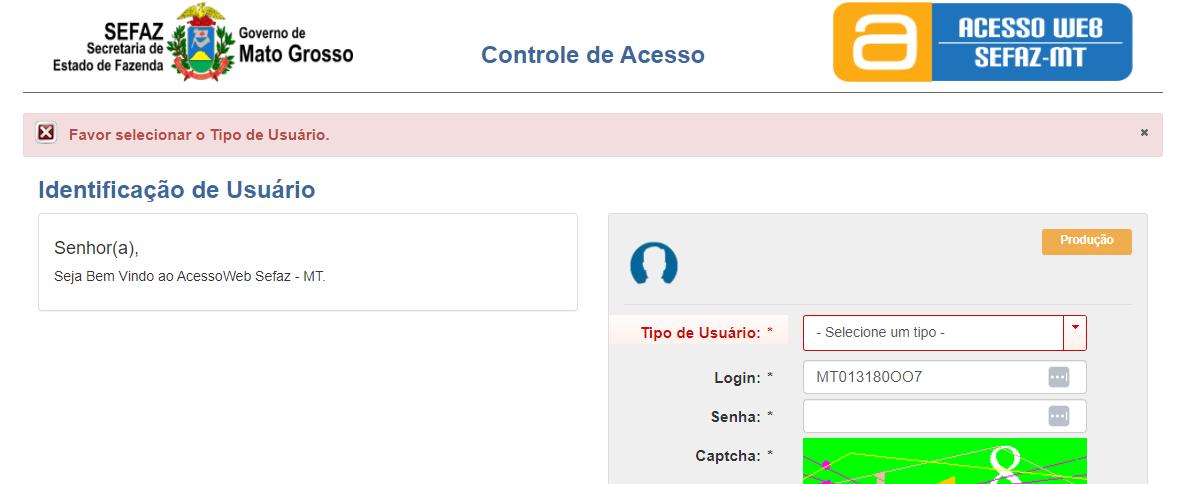 SEFAZ
Secretaria de
Estado de Fazenda
Governo de
Mato Grosso
Controle de Acesso
a
ACESSO WEB
SEFAZ-MT
Favor selecionar o Tipo de Usuário.
Identificação de Usuário
Senhor(a),
Seja Bem Vindo ao AcessoWeb Sefaz - MT.
Produção
Tipo de Usuário: *
- Selecione um tipo -
Login: *
MT013180OO7
Senha: *
Captcha: *